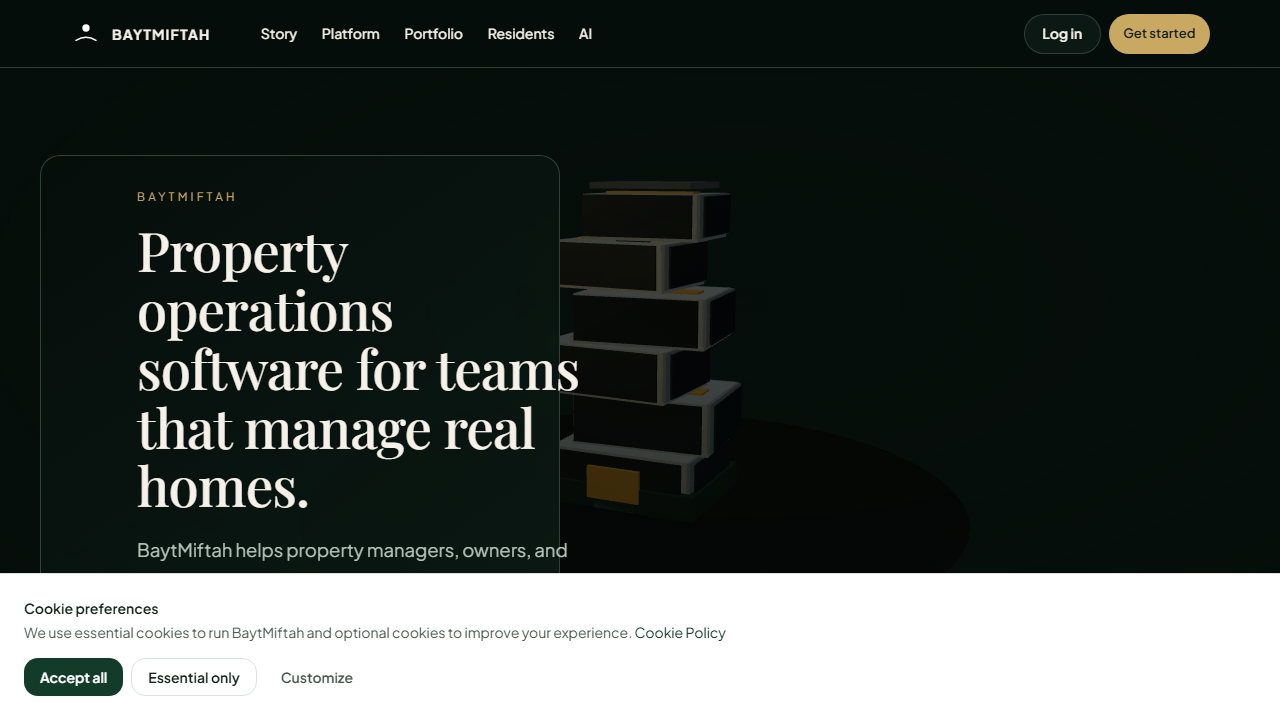 BAYTMIFTAH
Story
Platform
Portfolio
Residents
AI
Log in
Get started
BAYTMIFTAH
Property
operations
software for teams
that manage real
homes.
BaytMiftah helps property managers, owners, and
Cookie preferences
We use essential cookies to run BaytMiftah and optional cookies to improve your experience. Cookie Policy
Accept all
Essential only
Customize